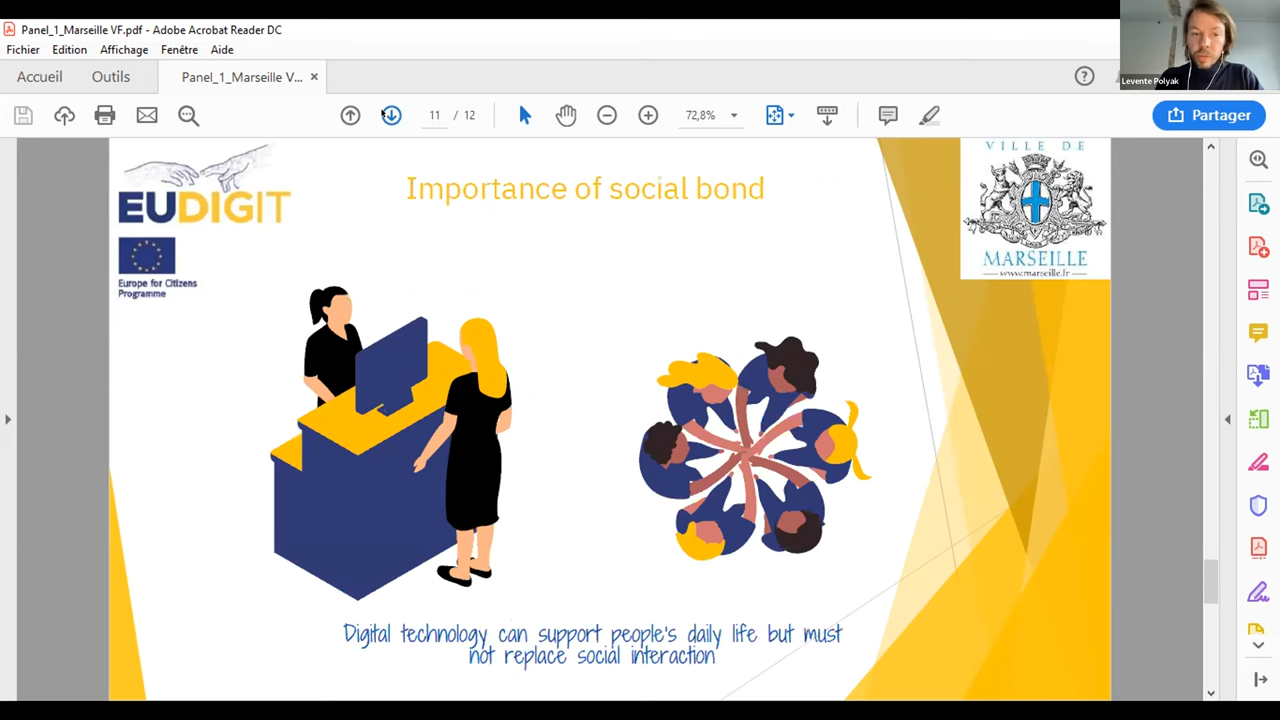 Panel_1_Marseille VF.pdf - Adobe Acrobat Reader DC
Fichier Edition Affichage Fenêtre Aide
Levente Polyak
Accueil Outils Panel_1_Marseille V... ×
11 / 12 72,8% Partager
EUDIGIT
Europe for Citizens
Programme
Importance of social bond
VILLE DE
MARSEILLE
www.marseille.fr
Digital technology can support people's daily life but must
not replace social interaction